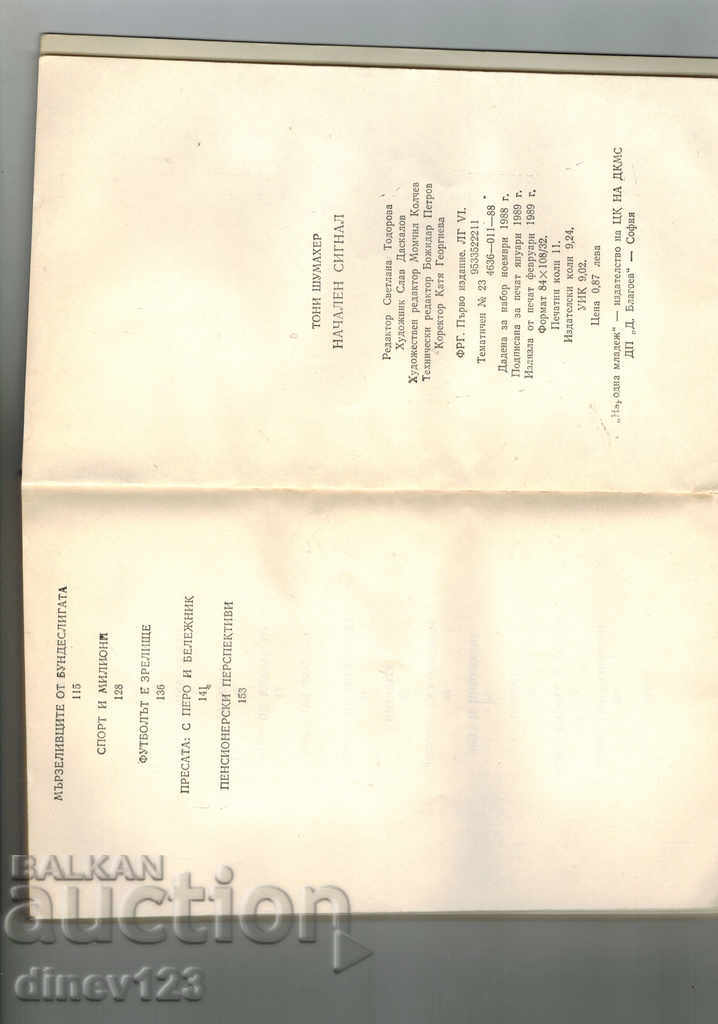 МЪРЗЕЛИВЦИТЕ ОТ БУНДЕСЛИГАТА
115
СПОРТ И МИЛИОНИ
128
ФУТБОЛЪТ Е ЗРЕЛИЩЕ
136
ПРЕСАТА: С ПЕРО И БЕЛЕЖНИК
141
ПЕНСИОНЕРСКИ ПЕРСПЕКТИВИ
153
ТОНИ ШУМАХЕР
НАЧАЛЕН СИГНАЛ
Редактор Светлана Тодорова
Художник Слав Даскалов
Художествен редактор Момчил Колчев
Технически редактор Божидар Петров
Коректор Катя Георгиева
ФРГ. Първо издание. ЛГ VI.
9533522211
Тематичен № 23 4636—011—88
Дадена за набор ноември 1988 г.
Подписана за печат януари 1989 г.
Излязла от печат февруари 1989 г.
Формат 84×108/32.
Печатни коли 11.
Издателски коли 9,24.
УИК 9,02.
Цена 0,87 лева
„Народна младеж“ — издателство на ЦК НА ДКМС
ДП „Д. Благоев“ — София
BALKAN
auction
dinev123